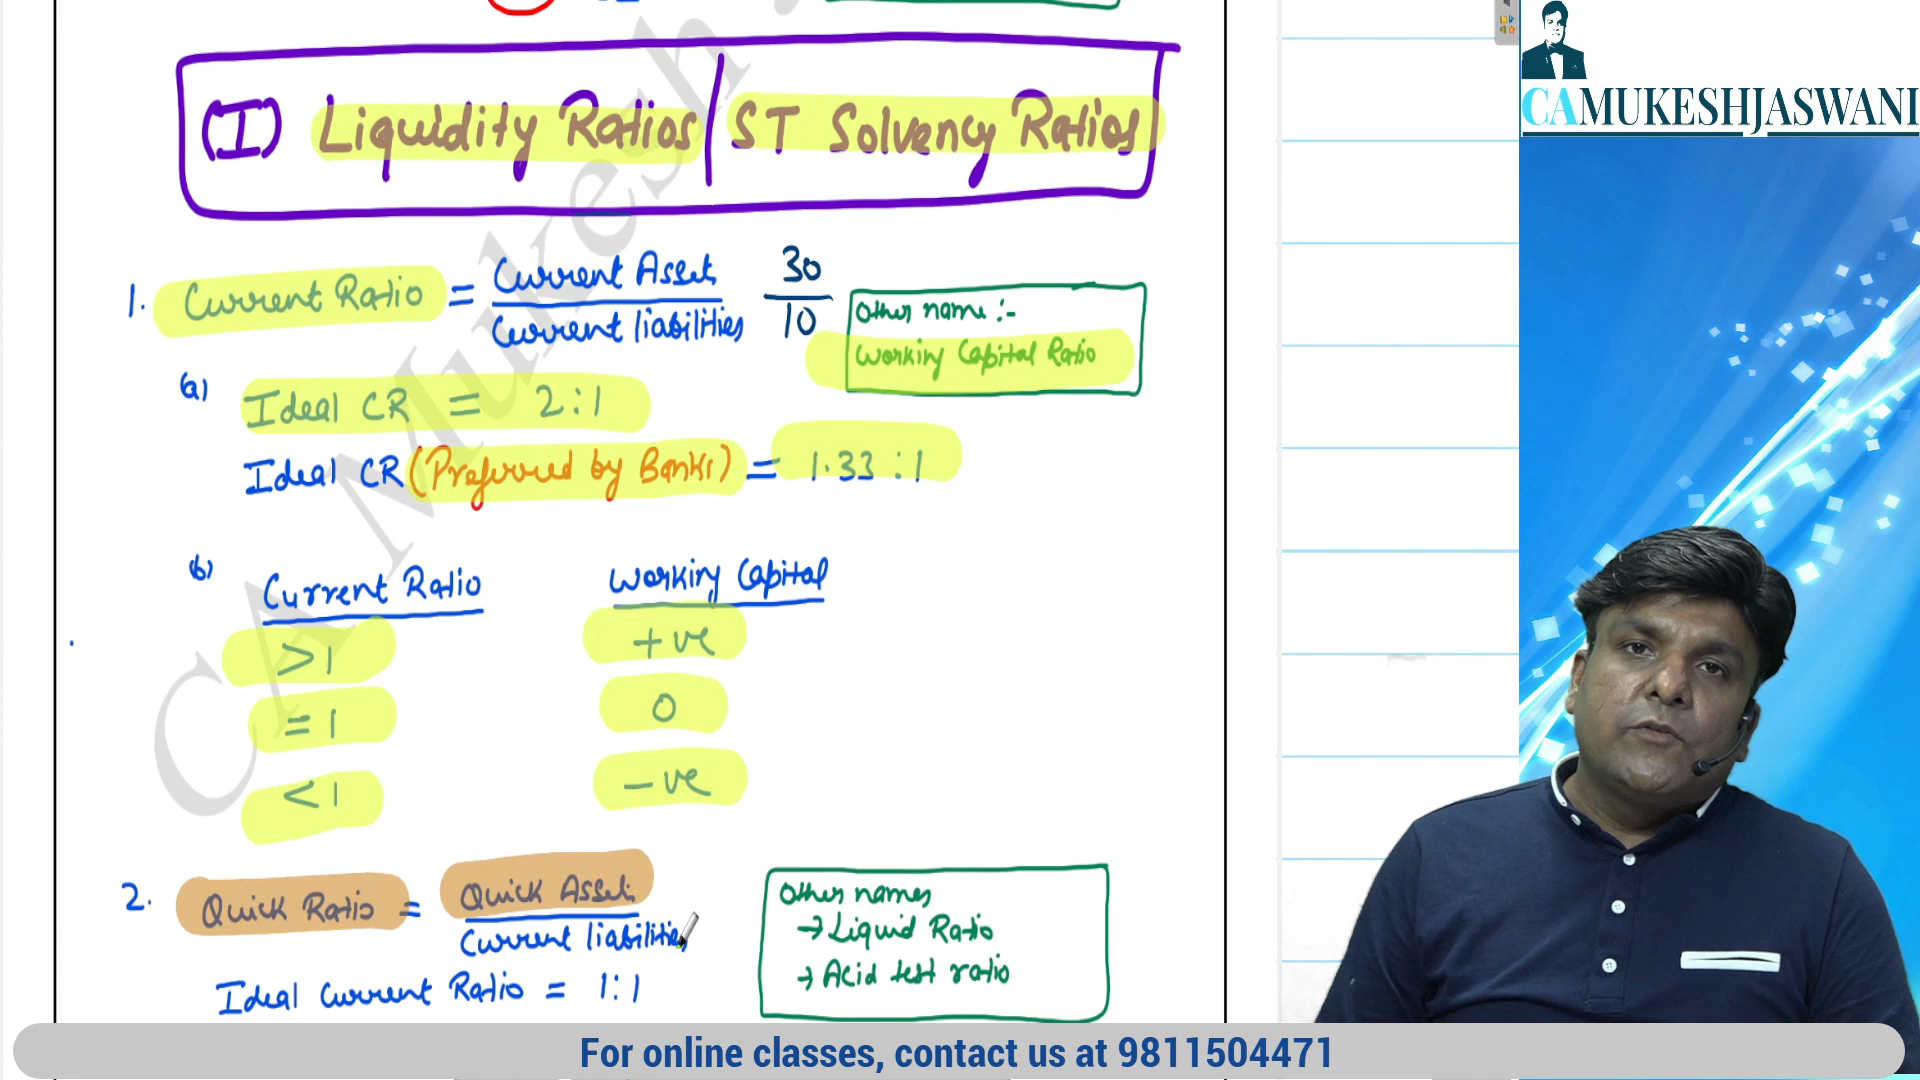 (I) Liquidity Ratios | ST Solvency Ratios
1. Current Ratio = Current Assets
Current liabilities
30
10
Other name :-
Working Capital Ratio
(a) Ideal CR = 2:1
Ideal CR (Preferred by Banks) = 1.33 : 1
(b) Current Ratio Working Capital
>1 +ve
=1 0
<1 -ve
2. Quick Ratio = Quick Assets
Current liabilities
Ideal Current Ratio = 1:1
Other names
→ Liquid Ratio
→ Acid test ratio
CA Mukesh
CAMUKESHJASWANI
For online classes, contact us at 9811504471